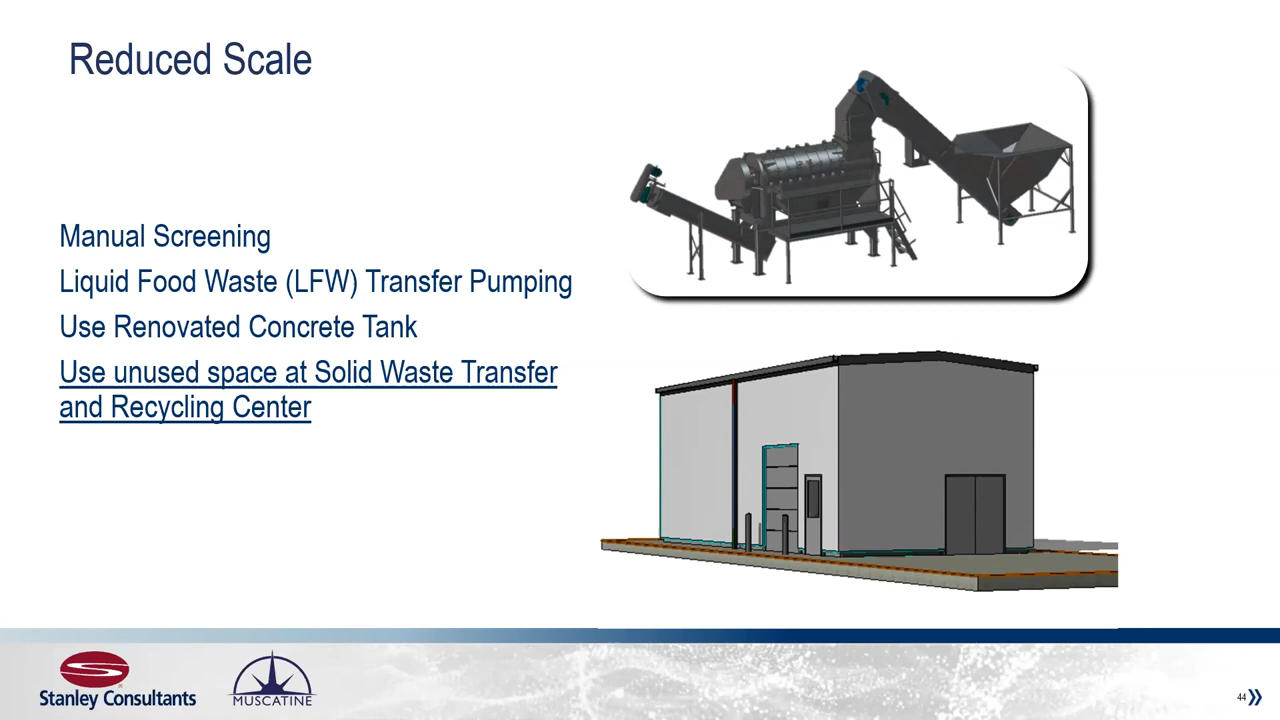 Reduced Scale
Manual Screening
Liquid Food Waste (LFW) Transfer Pumping
Use Renovated Concrete Tank
Use unused space at Solid Waste Transfer
and Recycling Center
Stanley Consultants
MUSCATINE
44